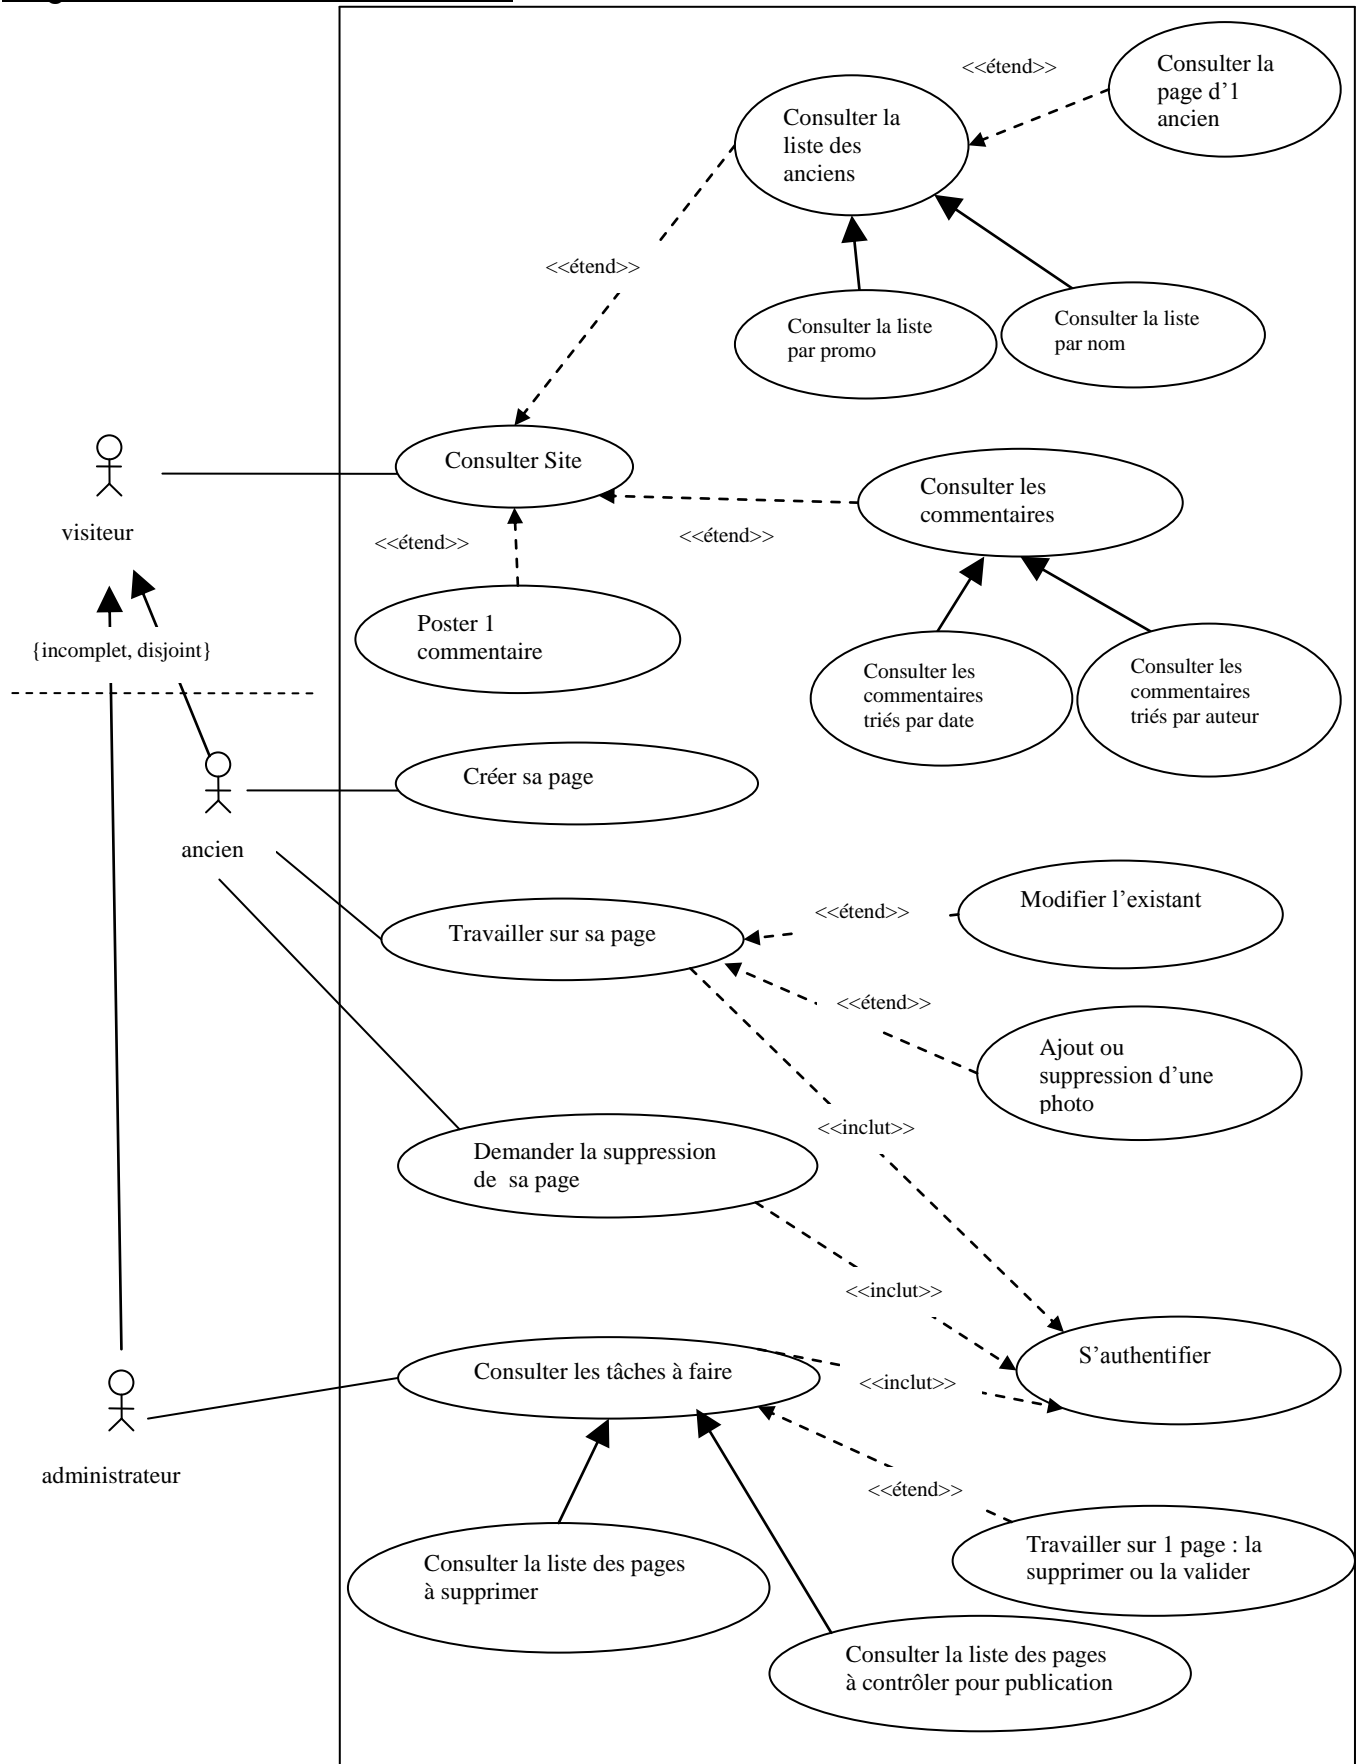 <<étend>>
Consulter la
page d’1
ancien
Consulter la
liste des
anciens
<<étend>>
Consulter la liste
par promo
Consulter la liste
par nom
Consulter Site
Consulter les
commentaires
visiteur
<<étend>>
<<étend>>
Poster 1
commentaire
{incomplet, disjoint}
Consulter les
commentaires
triés par date
Consulter les
commentaires
triés par auteur
Créer sa page
ancien
Travailler sur sa page
<<étend>>
Modifier l’existant
<<étend>>
Ajout ou
suppression d’une
photo
<<inclut>>
Demander la suppression
de  sa page
<<inclut>>
S’authentifier
Consulter les tâches à faire
<<inclut>>
administrateur
<<étend>>
Travailler sur 1 page : la
supprimer ou la valider
Consulter la liste des pages
à supprimer
Consulter la liste des pages
à contrôler pour publication